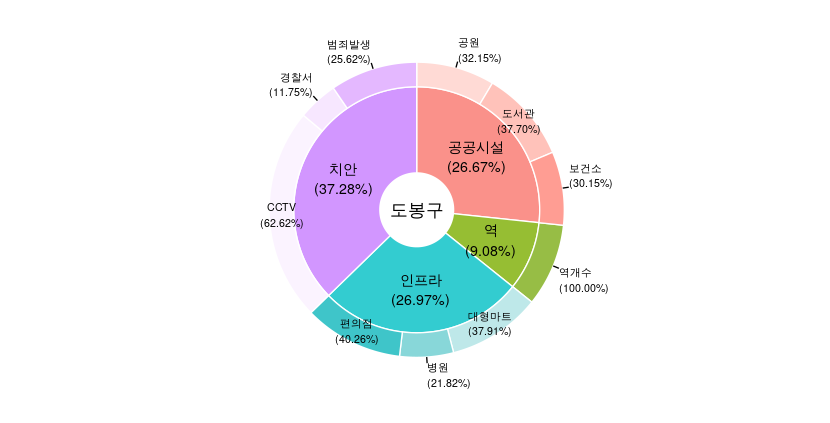 범죄발생
(25.62%)
공원
(32.15%)
경찰서
(11.75%)
도서관
(37.70%)
공공시설
(26.67%)
치안
(37.28%)
보건소
(30.15%)
CCTV
(62.62%)
도봉구
역
(9.08%)
역개수
(100.00%)
인프라
(26.97%)
대형마트
(37.91%)
편의점
(40.26%)
병원
(21.82%)